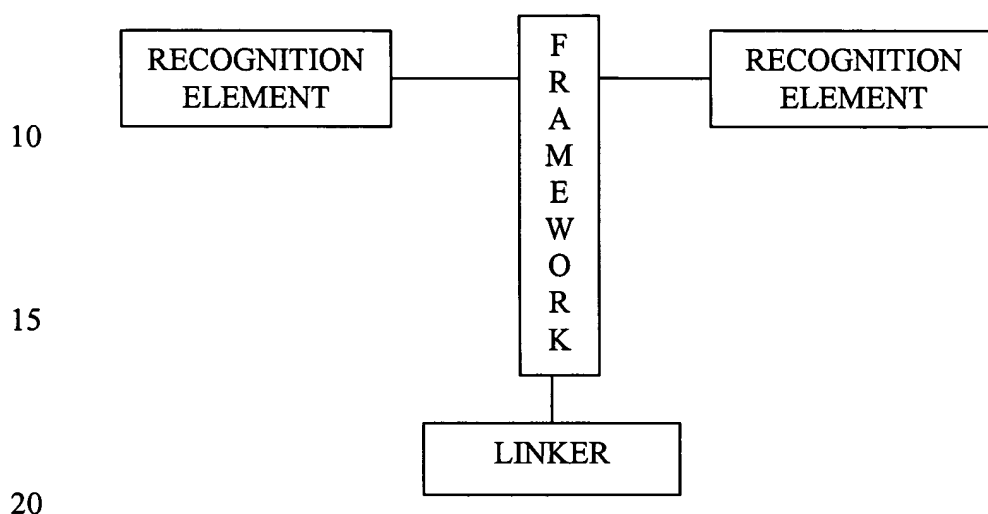 RECOGNITION
ELEMENT
F
R
A
M
E
W
O
R
K
RECOGNITION
ELEMENT
10
15
LINKER
20